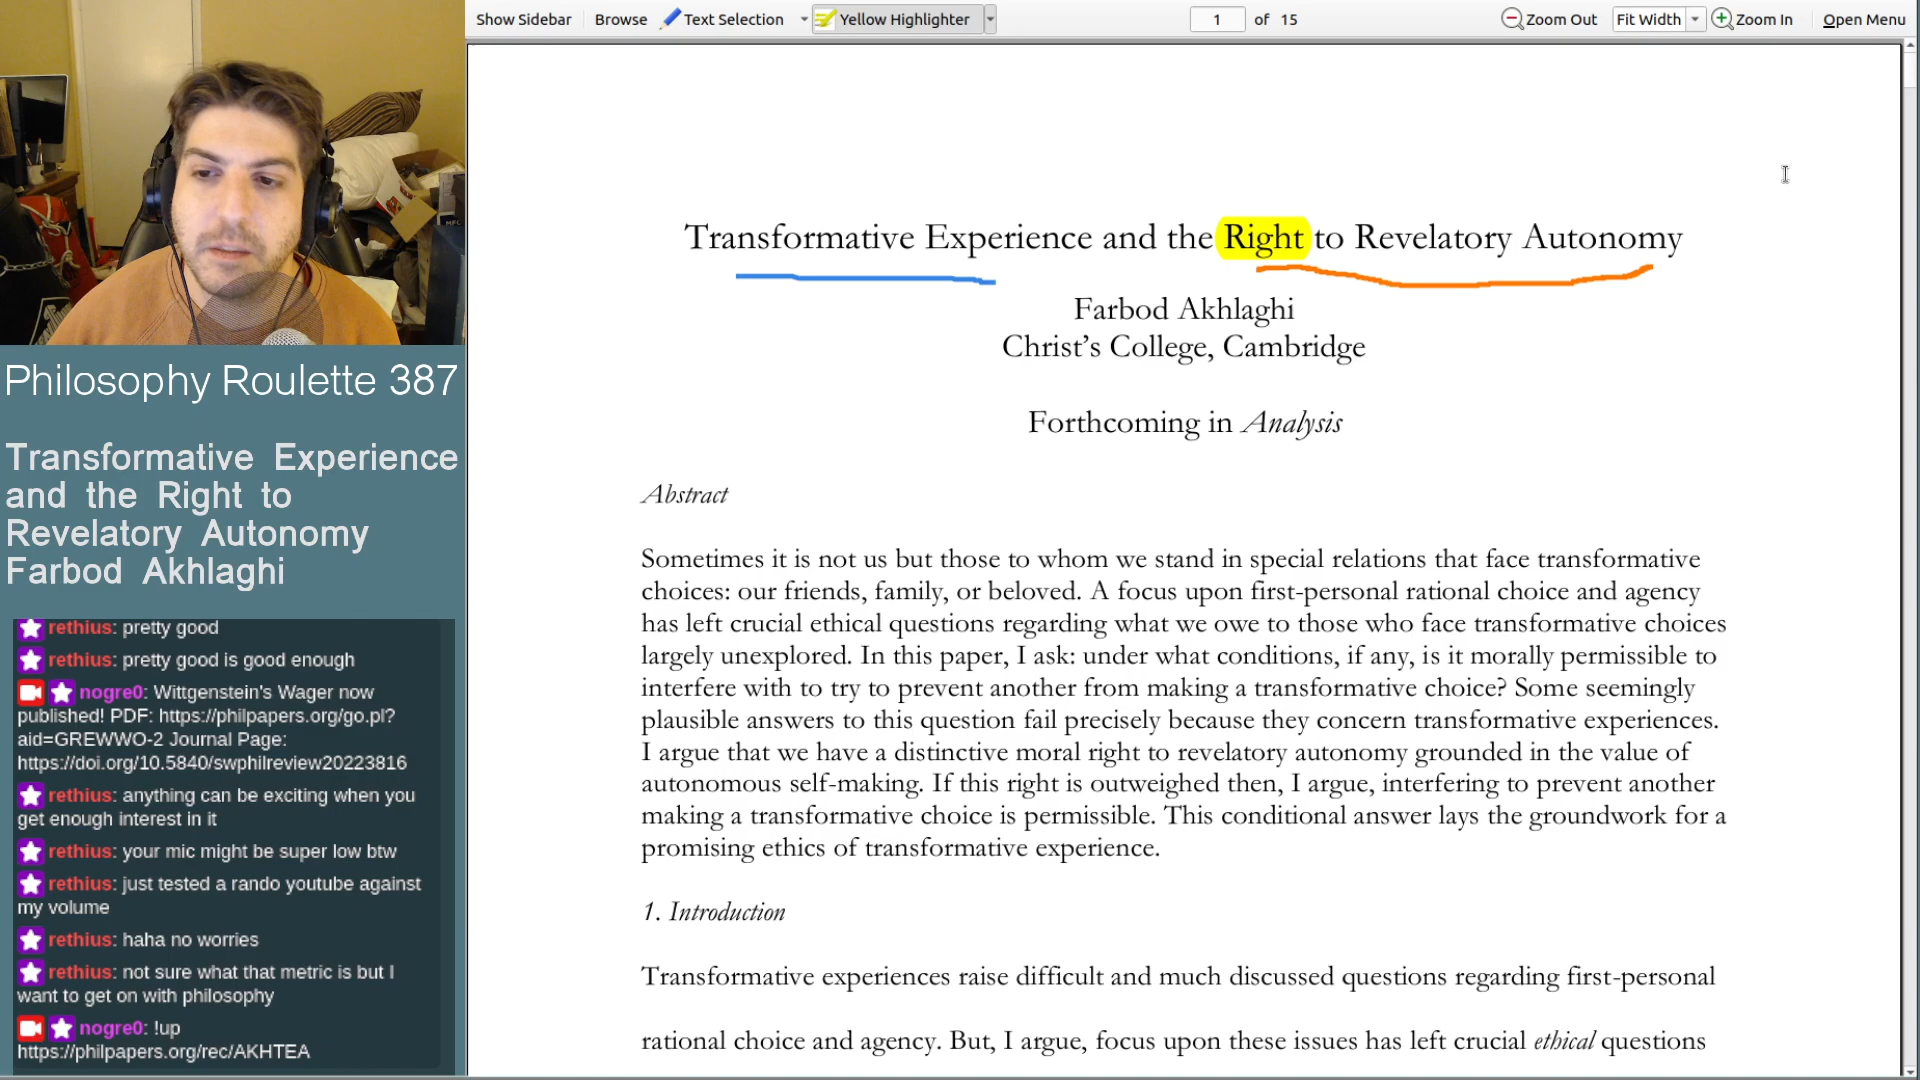 Show Sidebar Browse Text Selection Yellow Highlighter 1 of 15 Zoom Out Fit Width Zoom In Open Menu
Transformative Experience and the Right to Revelatory Autonomy
Farbod Akhlaghi
Christ's College, Cambridge
Forthcoming in Analysis
Abstract
Sometimes it is not us but those to whom we stand in special relations that face transformative
choices: our friends, family, or beloved. A focus upon first-personal rational choice and agency
has left crucial ethical questions regarding what we owe to those who face transformative choices
largely unexplored. In this paper, I ask: under what conditions, if any, is it morally permissible to
interfere with to try to prevent another from making a transformative choice? Some seemingly
plausible answers to this question fail precisely because they concern transformative experiences.
I argue that we have a distinctive moral right to revelatory autonomy grounded in the value of
autonomous self-making. If this right is outweighed then, I argue, interfering to prevent another
making a transformative choice is permissible. This conditional answer lays the groundwork for a
promising ethics of transformative experience.
1. Introduction
Transformative experiences raise difficult and much discussed questions regarding first-personal
rational choice and agency. But, I argue, focus upon these issues has left crucial ethical questions
Philosophy Roulette 387
Transformative Experience
and the Right to
Revelatory Autonomy
Farbod Akhlaghi
rethius: pretty good
rethius: pretty good is good enough
nogre0: Wittgenstein's Wager now
published! PDF: https://philpapers.org/go.pl?
aid=GREWWO-2 Journal Page:
https://doi.org/10.5840/swphilreview20223816
rethius: anything can be exciting when you
get enough interest in it
rethius: your mic might be super low btw
rethius: just tested a rando youtube against
my volume
rethius: haha no worries
rethius: not sure what that metric is but I
want to get on with philosophy
nogre0: !up
https://philpapers.org/rec/AKHTEA